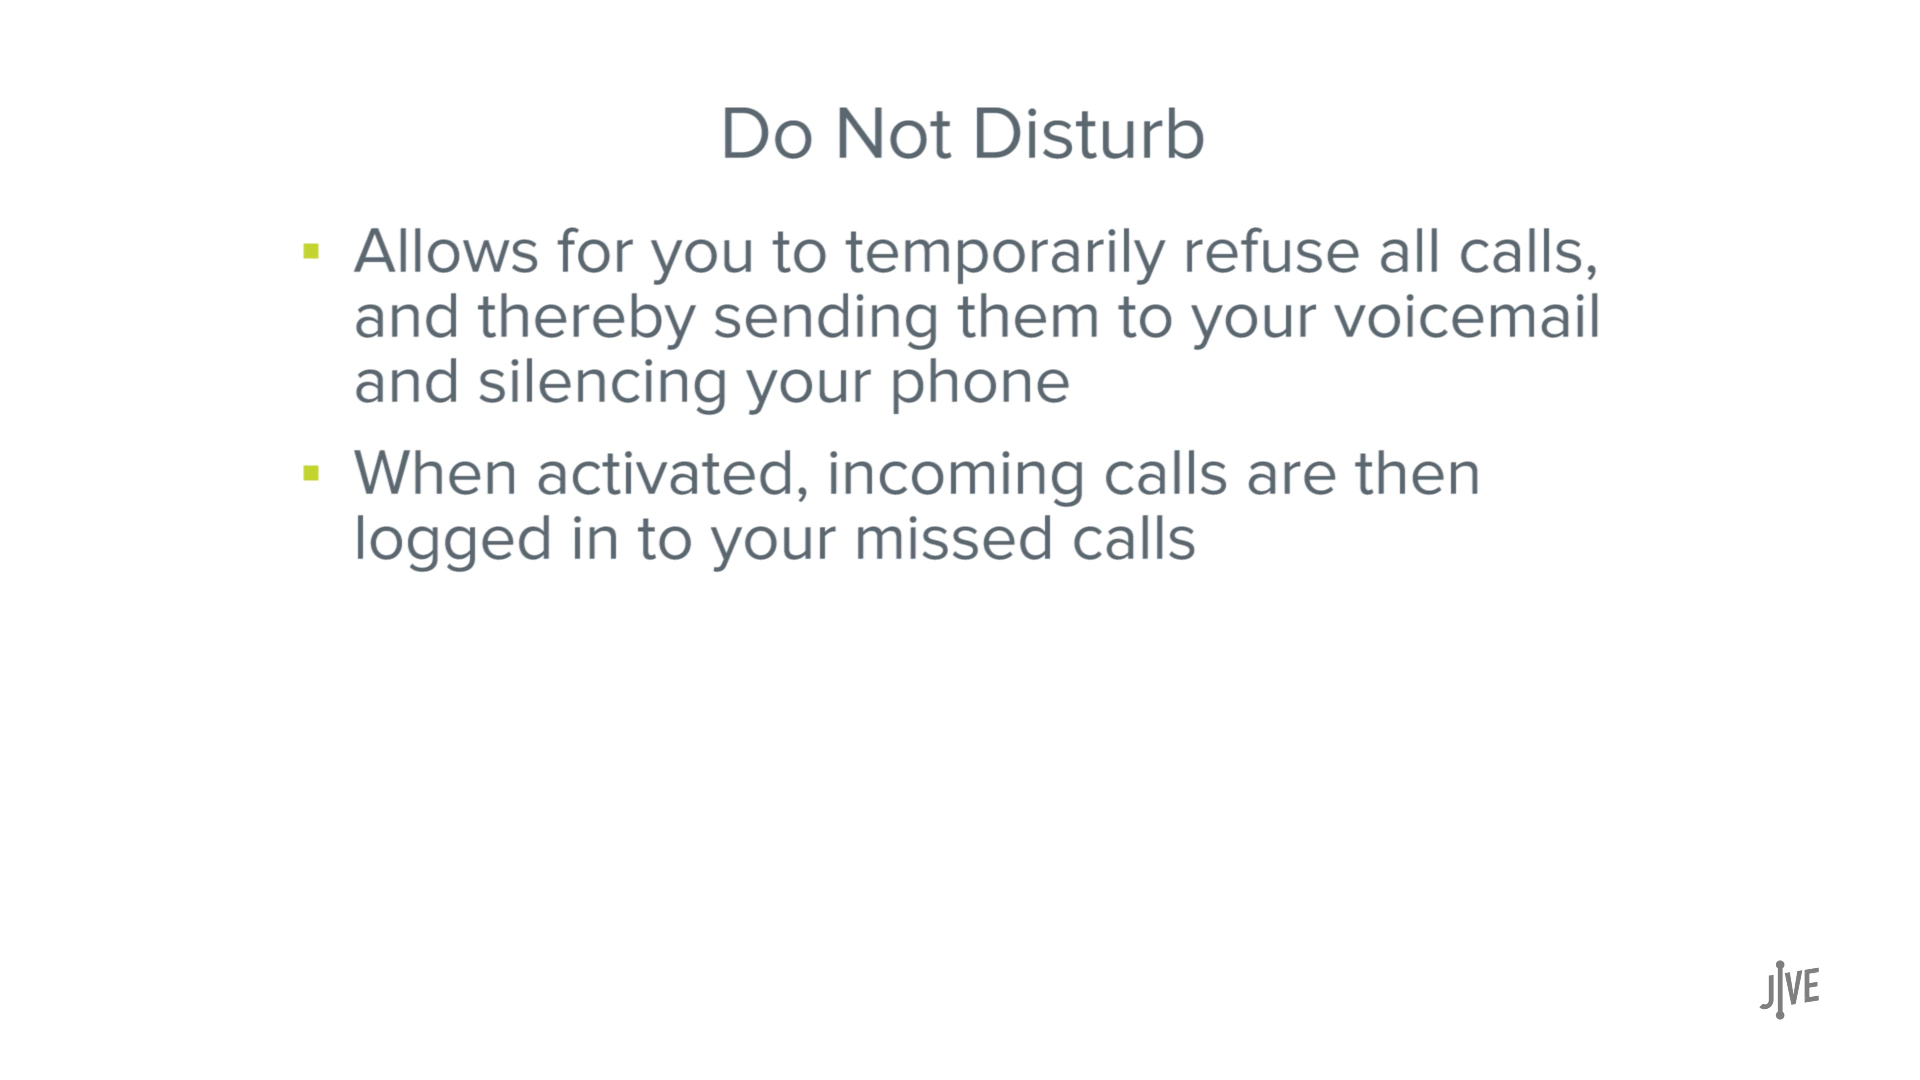 Do Not Disturb
Allows for you to temporarily refuse all calls,
and thereby sending them to your voicemail
and silencing your phone
When activated, incoming calls are then
logged in to your missed calls
JIVE